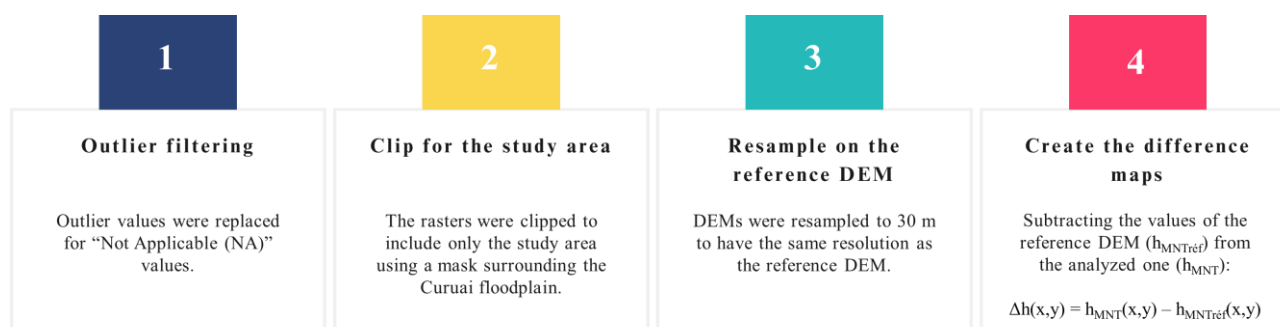 1
Outlier filtering
Outlier values were replaced
for “Not Applicable (NA)”
values.
2
Clip for the study area
The rasters were clipped to
include only the study area
using a mask surrounding the
Curuai floodplain.
3
Resample on the
reference DEM
DEMs were resampled to 30 m
to have the same resolution as
the reference DEM.
4
Create the difference
maps
Subtracting the values of the
reference DEM (hMNTréf) from
the analyzed one (hMNT):
Δh(x,y) = hMNT(x,y) – hMNTréf(x,y)